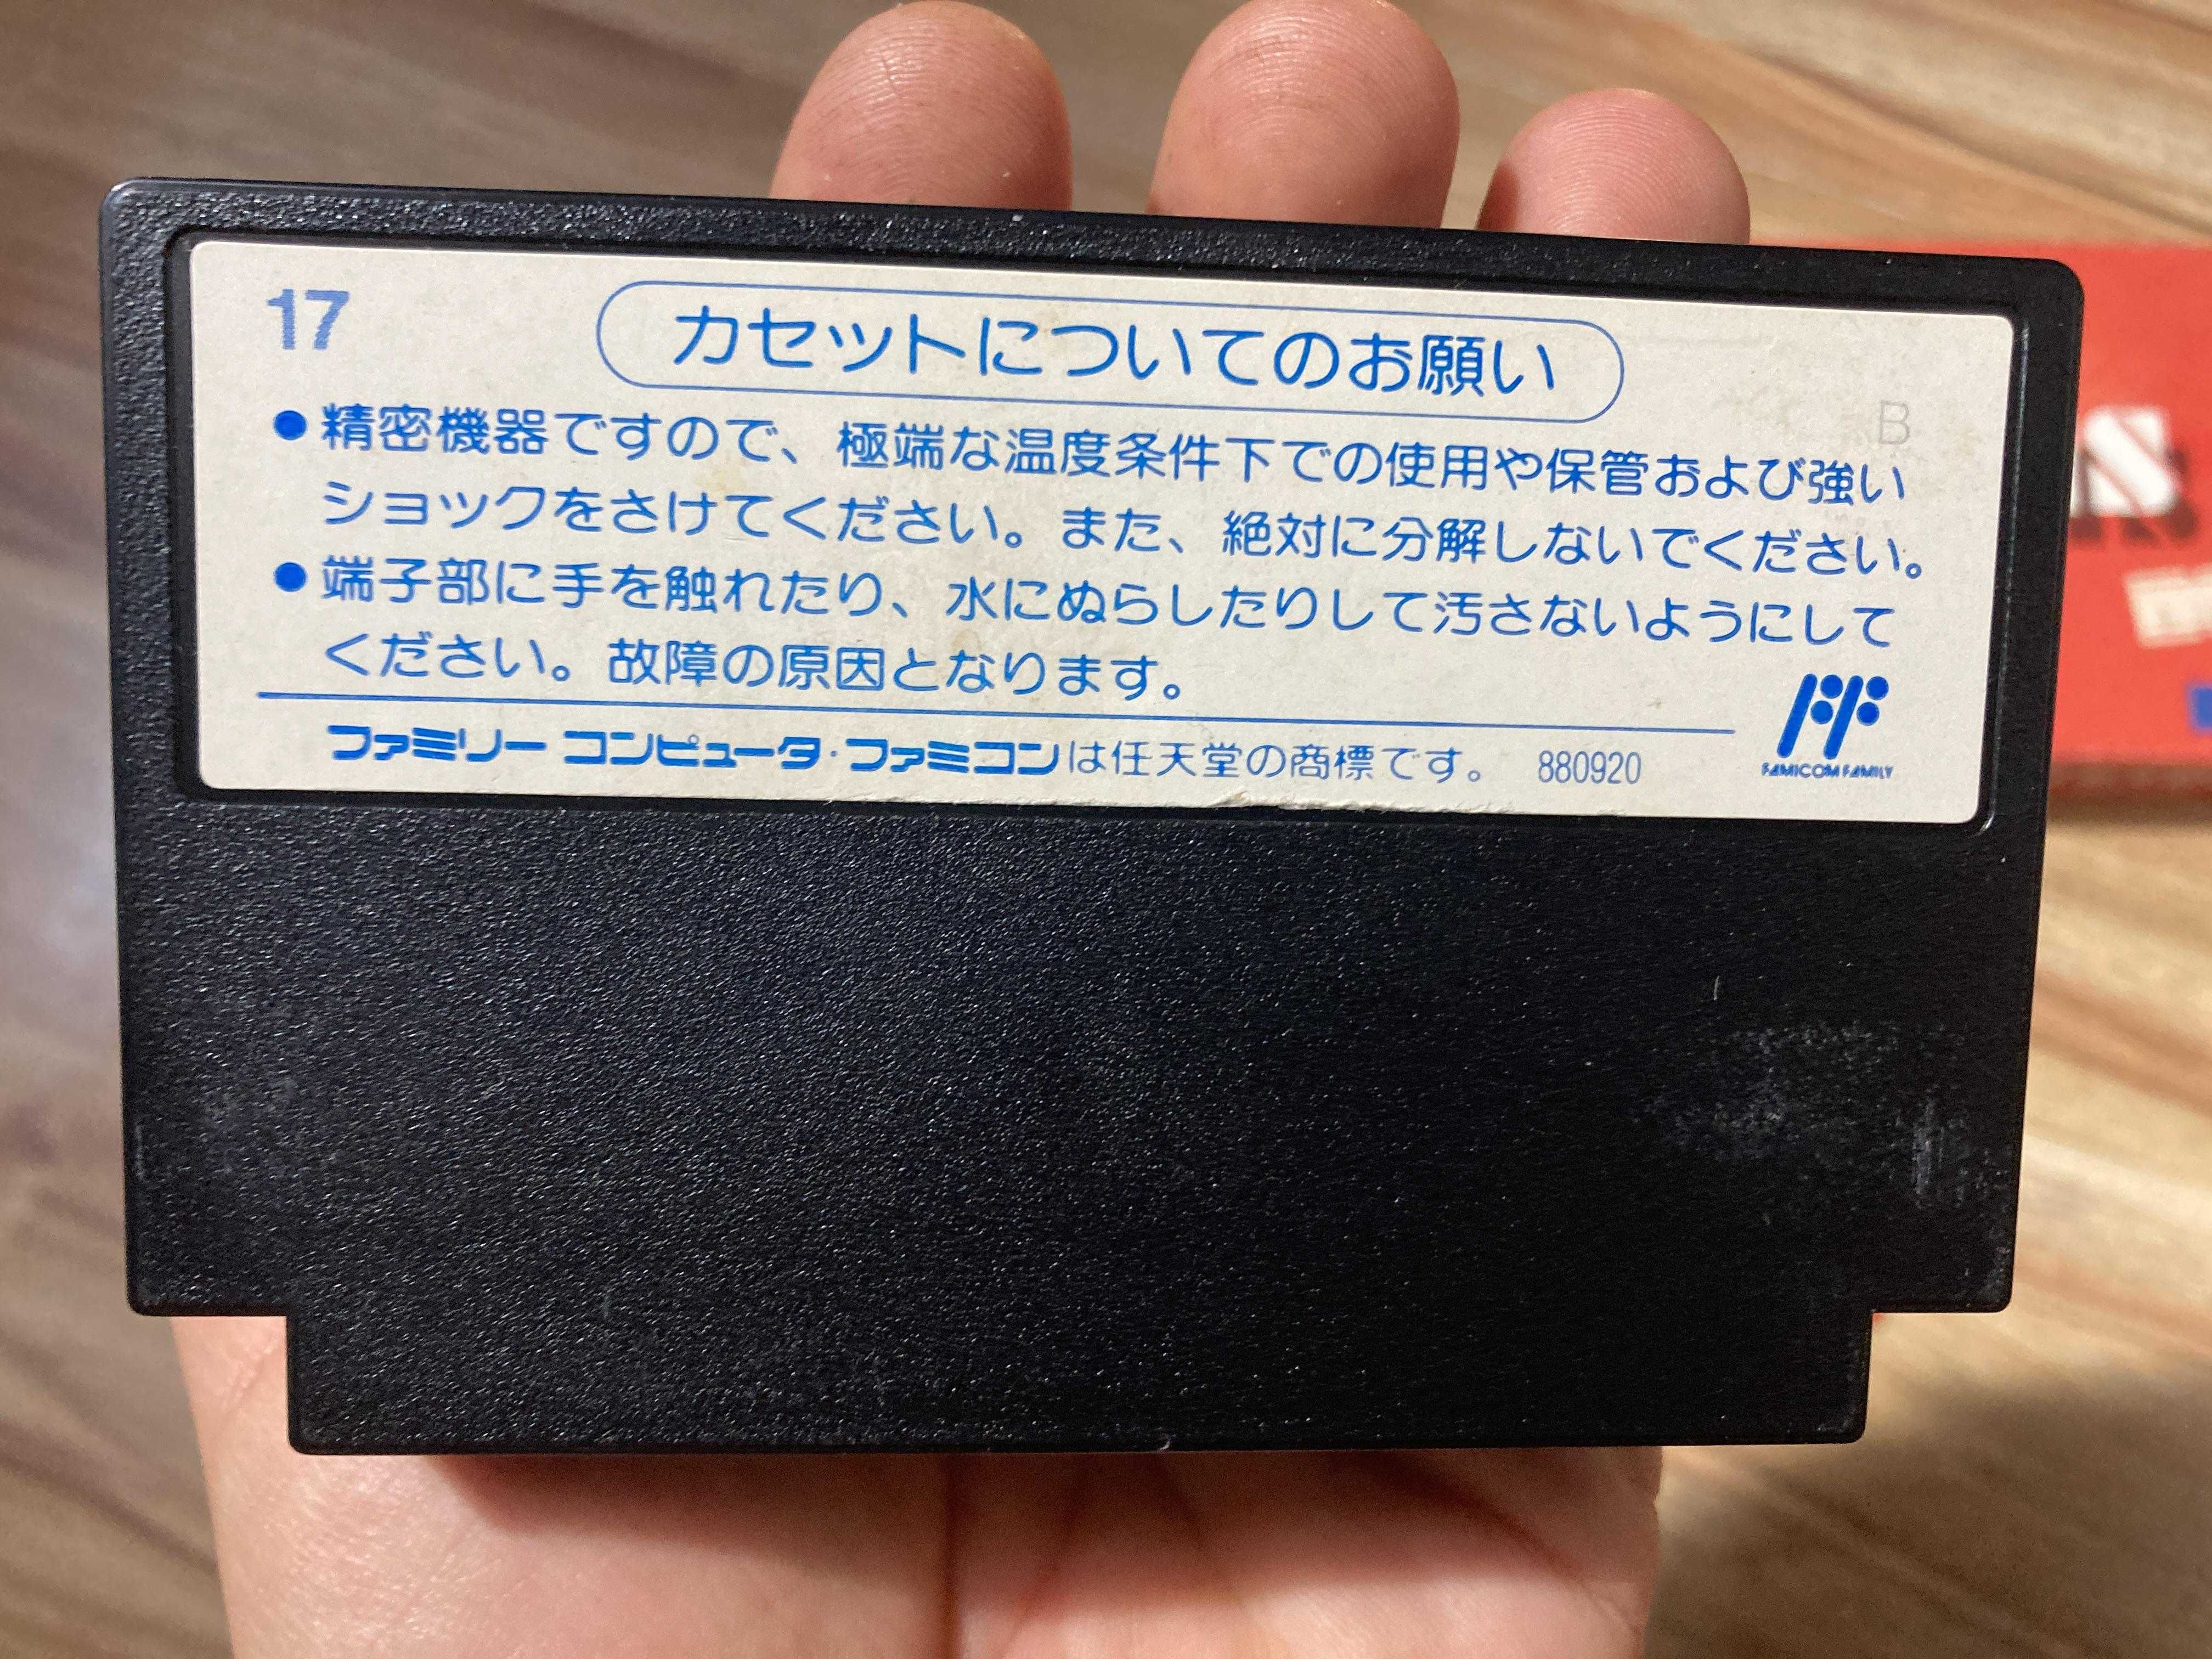 17
カセットについてのお願い
B
●精密機器ですので、極端な温度条件下での使用や保管および強い
ショックをさけてください。また、絶対に分解しないでください。
●端子部に手を触れたり、水にぬらしたりして汚さないようにして
ください。故障の原因となります。
ファミリー コンピュータ・ファミコンは任天堂の商標です。 880920
FAMICOM FAMILY
S